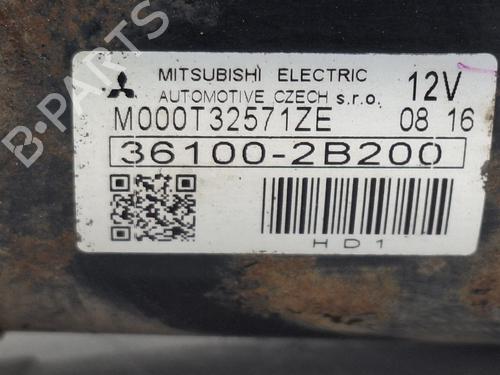 B-PARTS
MITSUBISHI ELECTRIC
AUTOMOTIVE CZECH s.r.o.
12V
M000T32571ZE 08 16
36100-2B200
HD1